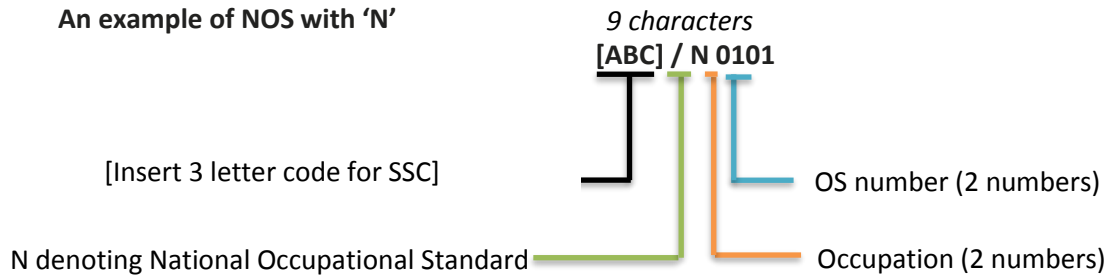 An example of NOS with ‘N’
9 characters
[ABC] / N 0101
[Insert 3 letter code for SSC]
OS number (2 numbers)
N denoting National Occupational Standard
Occupation (2 numbers)